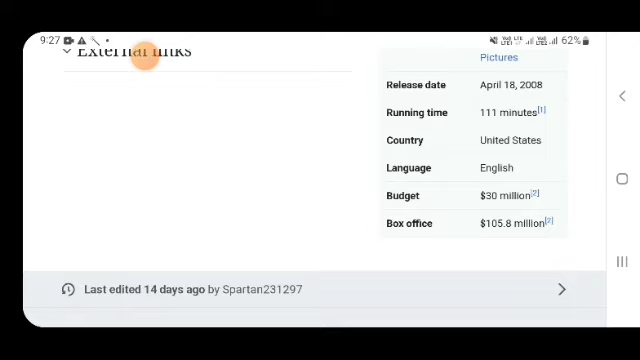 9:27
62%
External links
Pictures
Release date April 18, 2008
Running time 111 minutes[1]
Country United States
Language English
Budget $30 million[2]
Box office $105.8 million[2]
Last edited 14 days ago by Spartan231297